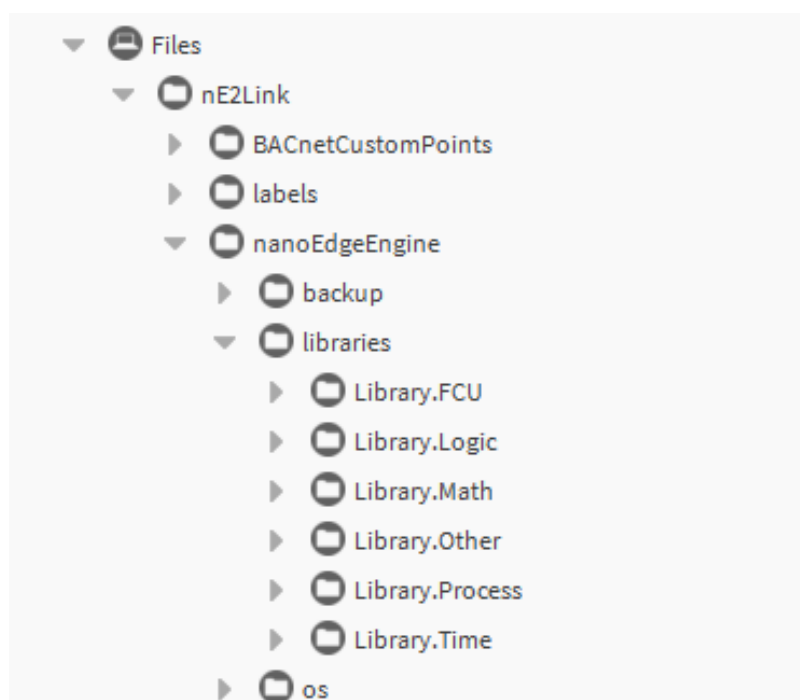 Files
nE2Link
BACnetCustomPoints
labels
nanoEdgeEngine
backup
libraries
Library.FCU
Library.Logic
Library.Math
Library.Other
Library.Process
Library.Time
os